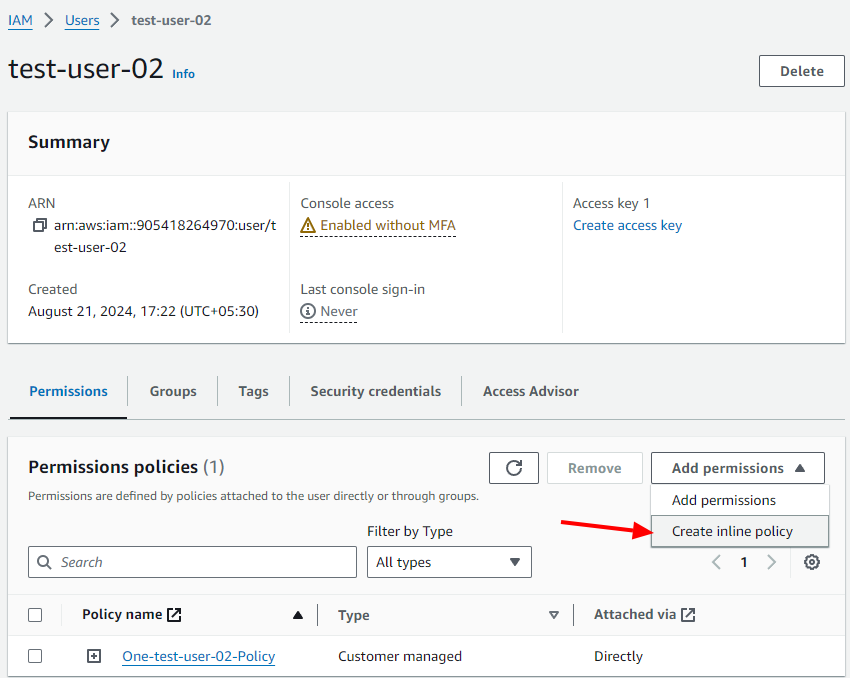 IAM > Users > test-user-02
test-user-02 Info
Delete
Summary
ARN
arn:aws:iam::905418264970:user/t
est-user-02
Created
August 21, 2024, 17:22 (UTC+05:30)
Console access
Enabled without MFA
Last console sign-in
Never
Access key 1
Create access key
Permissions
Groups
Tags
Security credentials
Access Advisor
Permissions policies (1)
Remove
Add permissions
Permissions are defined by policies attached to the user directly or through groups.
Add permissions
Create inline policy
Filter by Type
Search
All types
1
Policy name
Type
Attached via
One-test-user-02-Policy
Customer managed
Directly